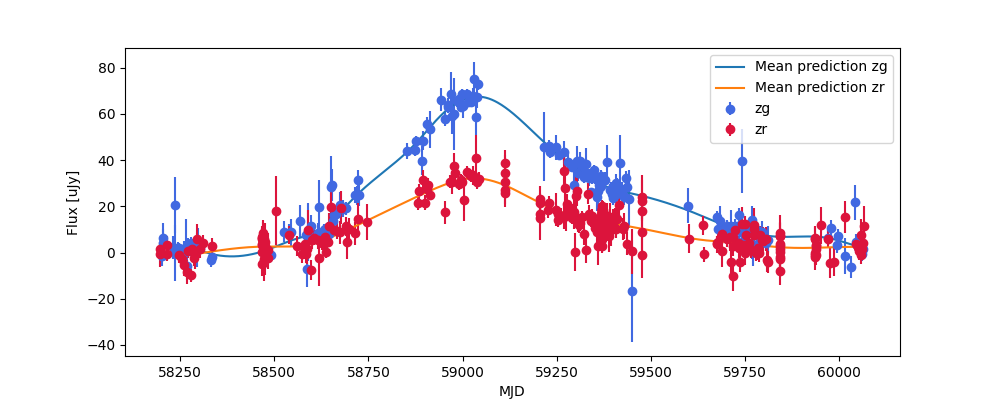 80
60
40
20
0
−20
−40
Flux [uJy]
58250
58500
58750
59000
59250
59500
59750
60000
MJD
Mean prediction zg
Mean prediction zr
zg
zr